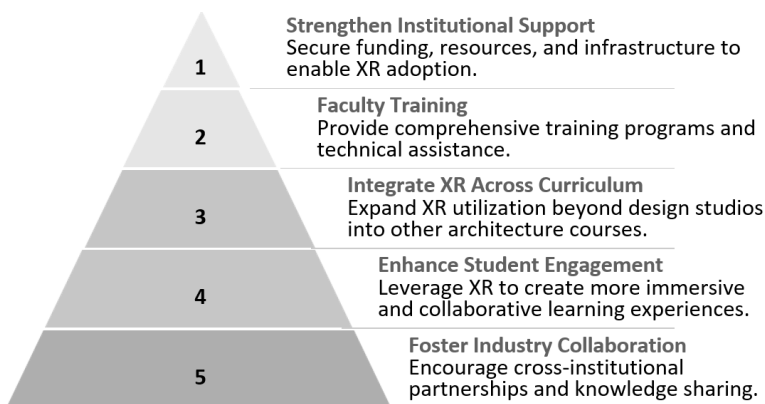 Strengthen Institutional Support
Secure funding, resources, and infrastructure to
enable XR adoption.
1
Faculty Training
Provide comprehensive training programs and
technical assistance.
2
Integrate XR Across Curriculum
Expand XR utilization beyond design studios
into other architecture courses.
3
Enhance Student Engagement
Leverage XR to create more immersive
and collaborative learning experiences.
4
Foster Industry Collaboration
Encourage cross-institutional
partnerships and knowledge sharing.
5